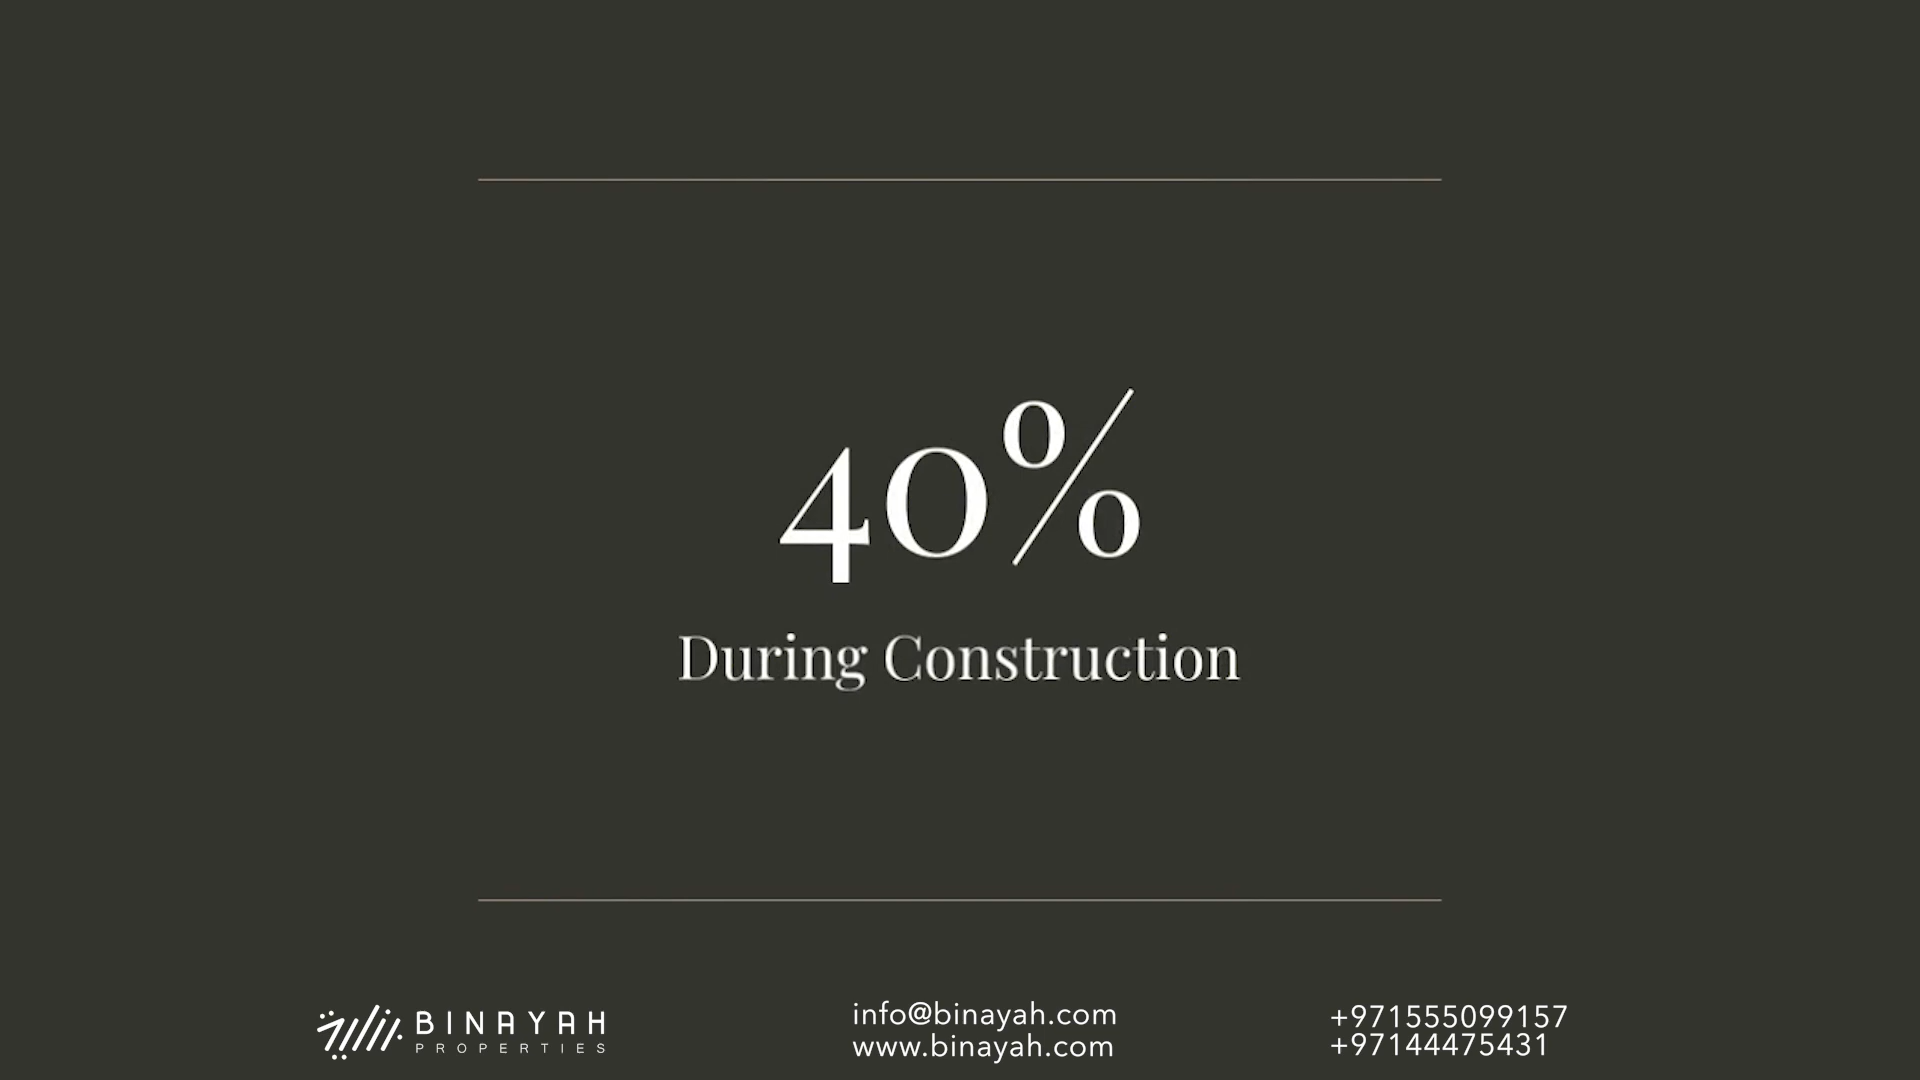 40%
During Construction
BINAYAH
PROPERTIES
info@binayah.com
www.binayah.com
+971555099157
+97144475431